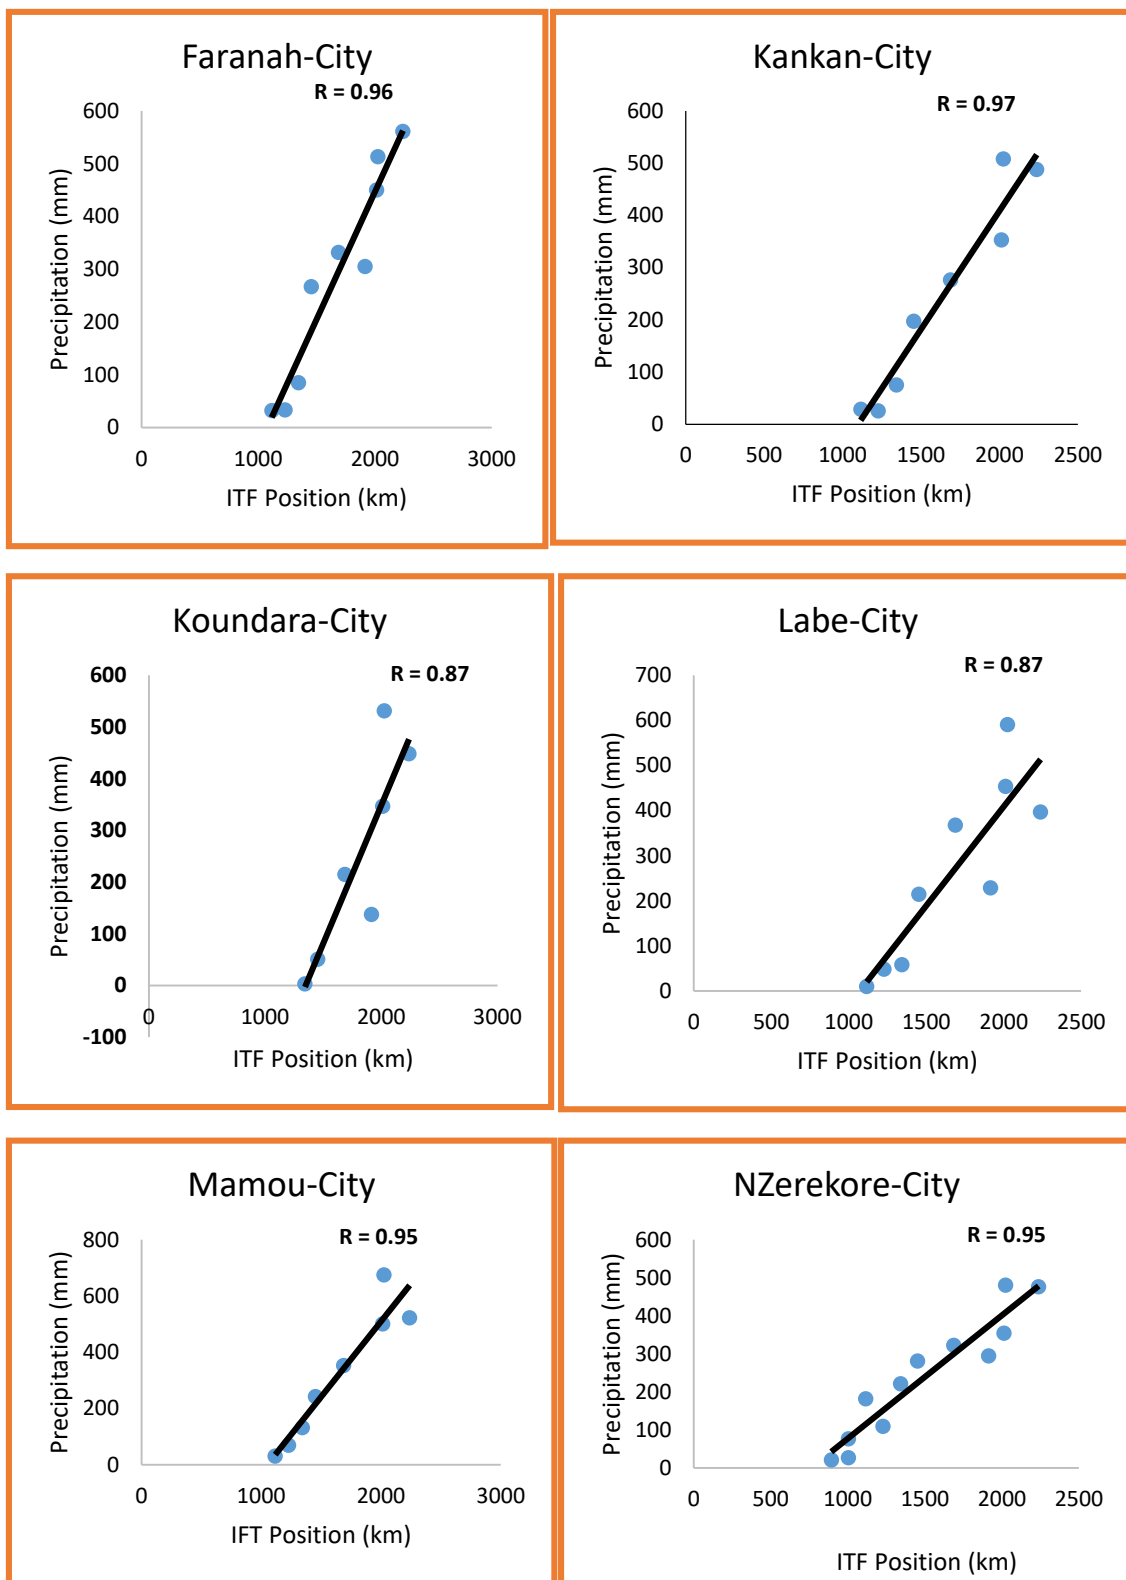 Faranah-City
R = 0.96
Precipitation (mm)
600
500
400
300
200
100
0
0 1000 2000 3000
ITF Position (km)
Kankan-City
R = 0.97
Precipitation (mm)
600
500
400
300
200
100
0
0 500 1000 1500 2000 2500
ITF Position (km)
Koundara-City
R = 0.87
Precipitation (mm)
600
500
400
300
200
100
0
-100
0 1000 2000 3000
ITF Position (km)
Labe-City
R = 0.87
Precipitation (mm)
700
600
500
400
300
200
100
0
0 500 1000 1500 2000 2500
ITF Position (km)
Mamou-City
R = 0.95
Precipitation (mm)
800
600
400
200
0
0 1000 2000 3000
IFT Position (km)
NZerekore-City
R = 0.95
Precipitation (mm)
600
500
400
300
200
100
0
0 500 1000 1500 2000 2500
ITF Position (km)